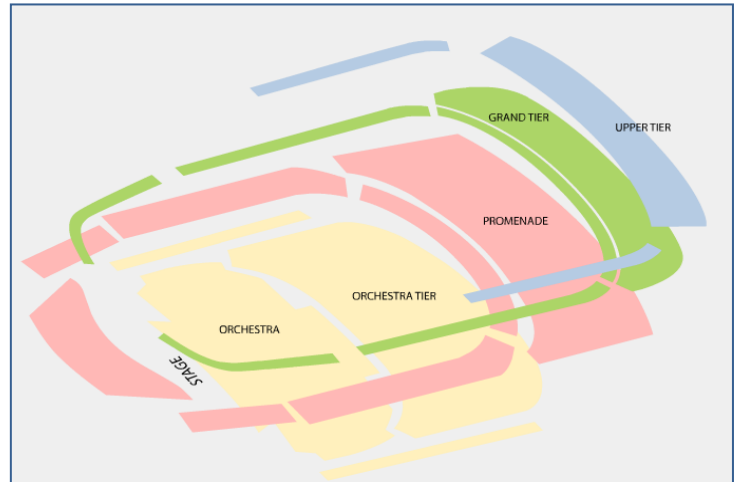 GRAND TIER
UPPER TIER
PROMENADE
ORCHESTRA TIER
ORCHESTRA
STAGE